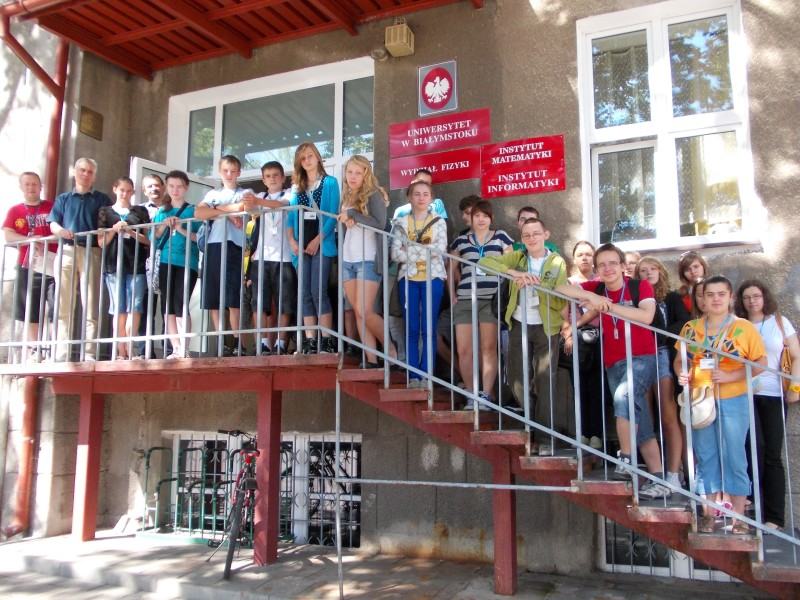 UNIWERSYTET
W BIAŁYMSTOKU
WYDZIAŁ FIZYKI
INSTYTUT
MATEMATYKI
INSTYTUT
INFORMATYKI